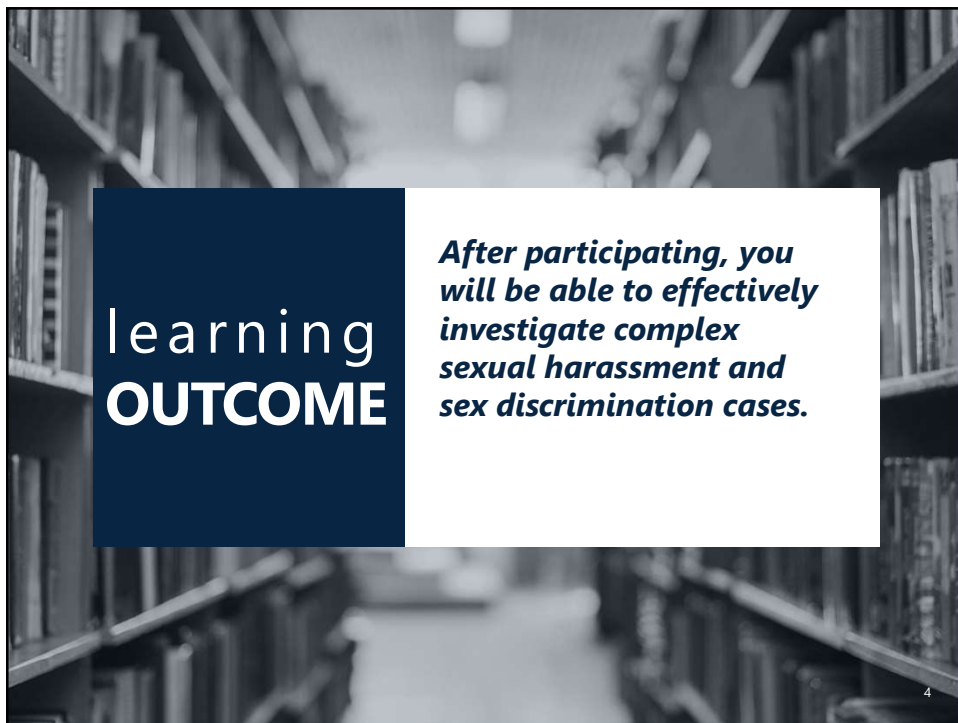 learning
OUTCOME
After participating, you
will be able to effectively
investigate complex
sexual harassment and
sex discrimination cases.
4